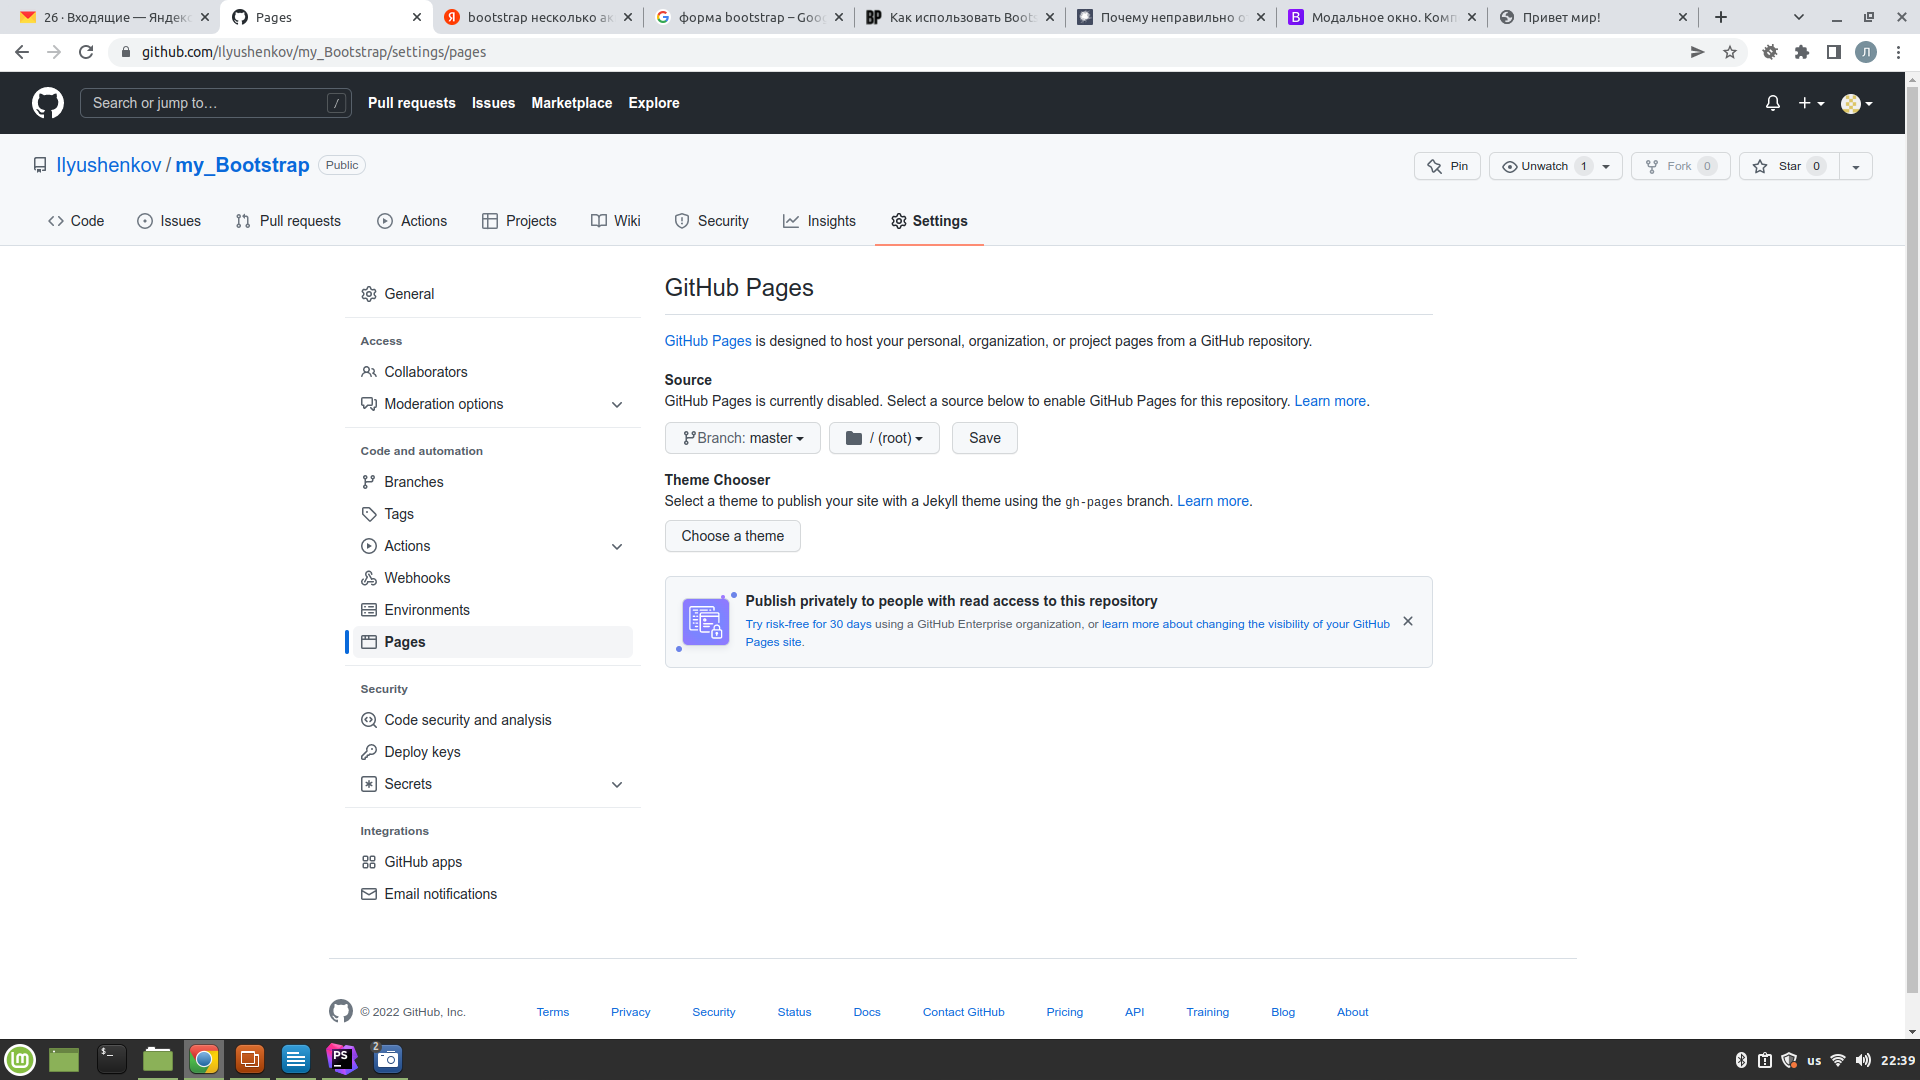 26 · Входящие — Яндекс
Pages
bootstrap несколько ак
форма bootstrap – Goo
Как использовать Boots
Почему неправильно о
Модальное окно. Комп
Привет мир!
github.com/Ilyushenkov/my_Bootstrap/settings/pages
Л
Search or jump to…
/
Pull requests
Issues
Marketplace
Explore
Ilyushenkov / my_Bootstrap
Public
Pin
Unwatch 1
Fork 0
Star 0
Code
Issues
Pull requests
Actions
Projects
Wiki
Security
Insights
Settings
General
Access
Collaborators
Moderation options
Code and automation
Branches
Tags
Actions
Webhooks
Environments
Pages
Security
Code security and analysis
Deploy keys
Secrets
Integrations
GitHub apps
Email notifications
GitHub Pages
GitHub Pages is designed to host your personal, organization, or project pages from a GitHub repository.
Source
GitHub Pages is currently disabled. Select a source below to enable GitHub Pages for this repository. Learn more.
Branch: master
/ (root)
Save
Theme Chooser
Select a theme to publish your site with a Jekyll theme using the gh-pages branch. Learn more.
Choose a theme
Publish privately to people with read access to this repository
Try risk-free for 30 days using a GitHub Enterprise organization, or learn more about changing the visibility of your GitHub
Pages site.
© 2022 GitHub, Inc.
Terms
Privacy
Security
Status
Docs
Contact GitHub
Pricing
API
Training
Blog
About
PS
2
us
22:39